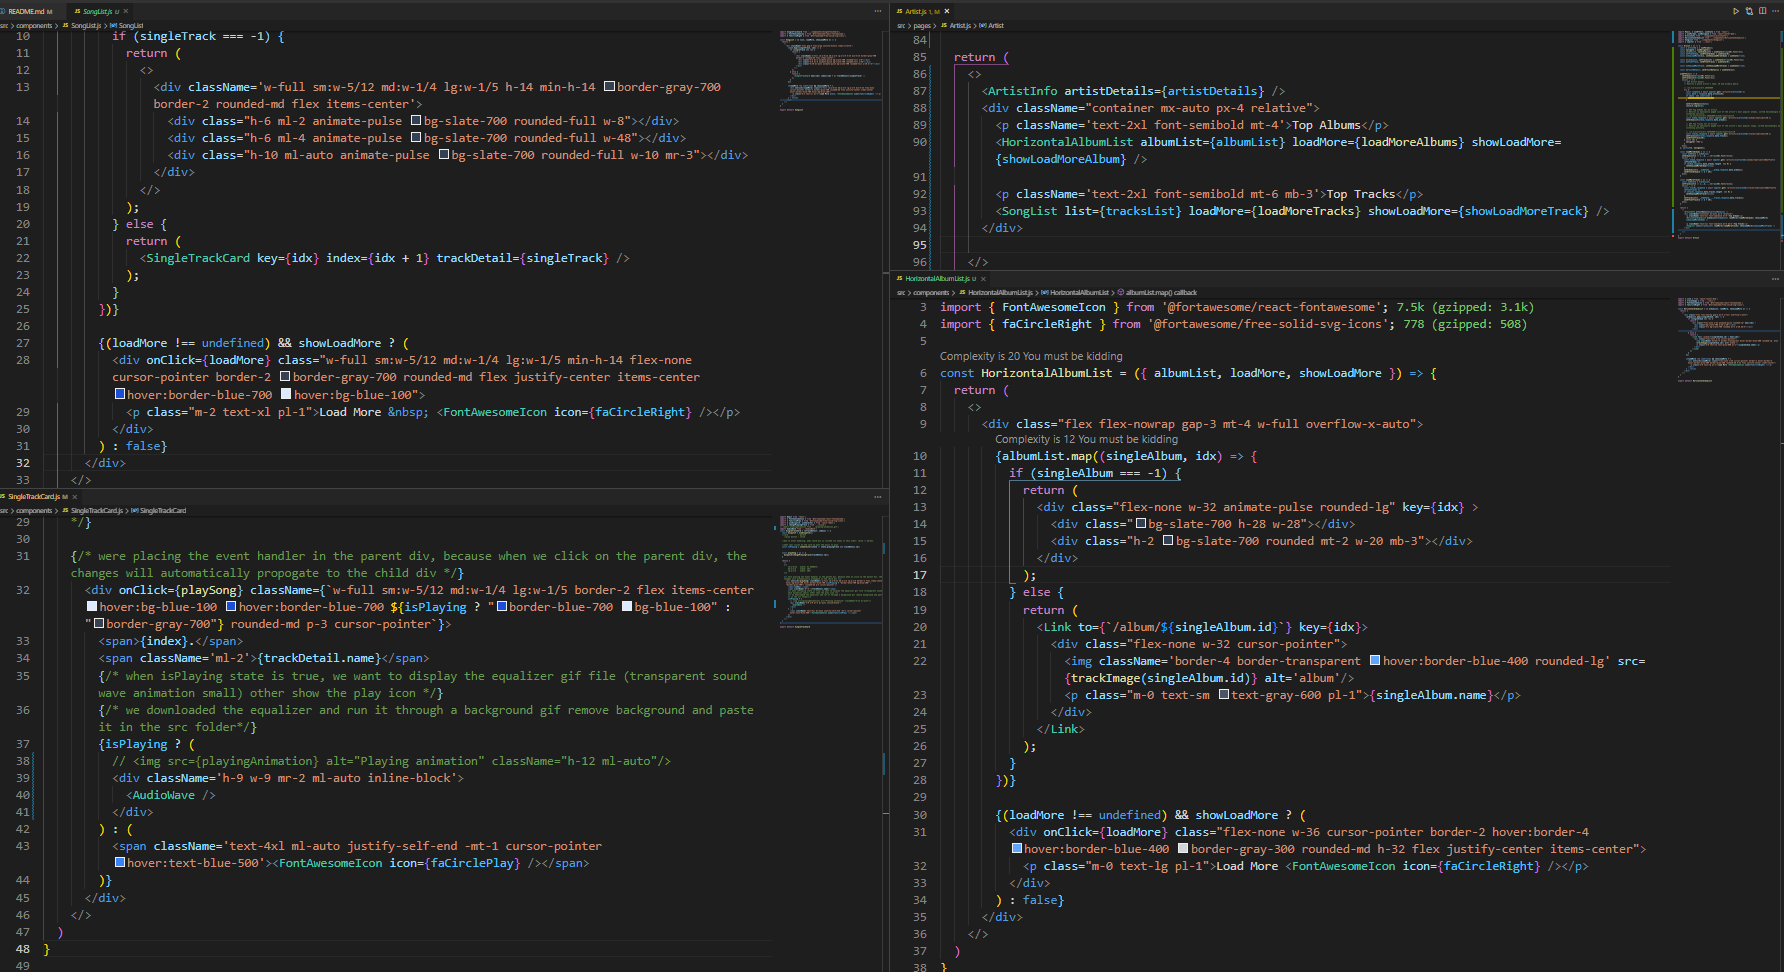 README.md M
SongList.js U
src > components > JS SongList.js > SongList
10 if (singleTrack === -1) {
11 return (
12 <>
13 <div className='w-full sm:w-5/12 md:w-1/4 lg:w-1/5 h-14 min-h-14 border-gray-700
border-2 rounded-md flex items-center'>
14 <div class="h-6 ml-2 animate-pulse bg-slate-700 rounded-full w-8"></div>
15 <div class="h-6 ml-4 animate-pulse bg-slate-700 rounded-full w-48"></div>
16 <div class="h-10 ml-auto animate-pulse bg-slate-700 rounded-full w-10 mr-3"></div>
17 </div>
18 </>
19 );
20 } else {
21 return (
22 <SingleTrackCard key={idx} index={idx + 1} trackDetail={singleTrack} />
23 );
24 }
25 })}
26
27 {(loadMore !== undefined) && showLoadMore ? (
28 <div onClick={loadMore} class="w-full sm:w-5/12 md:w-1/4 lg:w-1/5 min-h-14 flex-none
cursor-pointer border-2 border-gray-700 rounded-md flex justify-center items-center
hover:border-blue-700 hover:bg-blue-100">
29 <p class="m-2 text-xl pl-1">Load More &nbsp; <FontAwesomeIcon icon={faCircleRight} /></p>
30 </div>
31 ) : false}
32 </div>
33 </>
SingleTrackCard.js M
src > components > JS SingleTrackCard.js > SingleTrackCard
29 */}
30
31 {/* were placing the event handler in the parent div, because when we click on the parent div, the
changes will automatically propogate to the child div */}
32 <div onClick={playSong} className={`w-full sm:w-5/12 md:w-1/4 lg:w-1/5 border-2 flex items-center
hover:bg-blue-100 hover:border-blue-700 ${isPlaying ? "border-blue-700 bg-blue-100" :
"border-gray-700"} rounded-md p-3 cursor-pointer`}>
33 <span>{index}.</span>
34 <span className='ml-2'>{trackDetail.name}</span>
35 {/* when isPlaying state is true, we want to display the equalizer gif file (transparent sound
wave animation small) other show the play icon */}
36 {/* we downloaded the equalizer and run it through a background gif remove background and paste
it in the src folder*/}
37 {isPlaying ? (
38 // <img src={playingAnimation} alt="Playing animation" className="h-12 ml-auto"/>
39 <div className='h-9 w-9 mr-2 ml-auto inline-block'>
40 <AudioWave />
41 </div>
42 ) : (
43 <span className='text-4xl ml-auto justify-self-end -mt-1 cursor-pointer
hover:text-blue-500'><FontAwesomeIcon icon={faCirclePlay} /></span>
44 )}
45 </div>
46 </>
47 )
48 }
49
JS Artist.js 1, M
src > pages > JS Artist.js > Artist
84
85 return (
86 <>
87 <ArtistInfo artistDetails={artistDetails} />
88 <div className="container mx-auto px-4 relative">
89 <p className='text-2xl font-semibold mt-4'>Top Albums</p>
90 <HorizontalAlbumList albumList={albumList} loadMore={loadMoreAlbums} showLoadMore=
{showLoadMoreAlbum} />
91
92 <p className='text-2xl font-semibold mt-6 mb-3'>Top Tracks</p>
93 <SongList list={tracksList} loadMore={loadMoreTracks} showLoadMore={showLoadMoreTrack} />
94 </div>
95
96 </>
JS HorizontalAlbumList.js U
src > components > JS HorizontalAlbumList.js > HorizontalAlbumList > albumList.map() callback
3 import { FontAwesomeIcon } from '@fortawesome/react-fontawesome'; 7.5k (gzipped: 3.1k)
4 import { faCircleRight } from '@fortawesome/free-solid-svg-icons'; 778 (gzipped: 508)
5
Complexity is 20 You must be kidding
6 const HorizontalAlbumList = ({ albumList, loadMore, showLoadMore }) => {
7 return (
8 <>
9 <div class="flex flex-nowrap gap-3 mt-4 w-full overflow-x-auto">
Complexity is 12 You must be kidding
10 {albumList.map((singleAlbum, idx) => {
11 if (singleAlbum === -1) {
12 return (
13 <div class="flex-none w-32 animate-pulse rounded-lg" key={idx} >
14 <div class="bg-slate-700 h-28 w-28"></div>
15 <div class="h-2 bg-slate-700 rounded mt-2 w-20 mb-3"></div>
16 </div>
17 );
18 } else {
19 return (
20 <Link to={`/album/${singleAlbum.id}`} key={idx}>
21 <div class="flex-none w-32 cursor-pointer">
22 <img className='border-4 border-transparent hover:border-blue-400 rounded-lg' src=
{trackImage(singleAlbum.id)} alt='album'/>
23 <p class="m-0 text-sm text-gray-600 pl-1">{singleAlbum.name}</p>
24 </div>
25 </Link>
26 );
27 }
28 })}
29
30 {(loadMore !== undefined) && showLoadMore ? (
31 <div onClick={loadMore} class="flex-none w-36 cursor-pointer border-2 hover:border-4
hover:border-blue-400 border-gray-300 rounded-md h-32 flex justify-center items-center">
32 <p class="m-0 text-lg pl-1">Load More <FontAwesomeIcon icon={faCircleRight} /></p>
33 </div>
34 ) : false}
35 </div>
36 </>
37 )
38 }